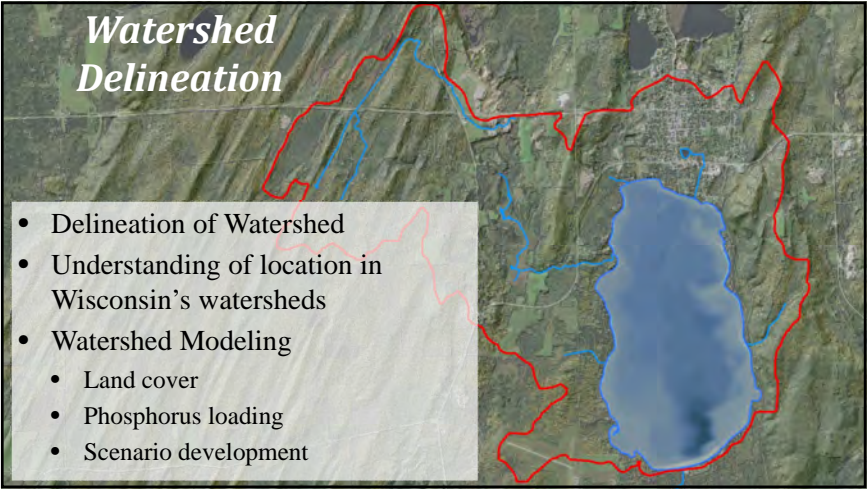 Watershed
Delineation
• Delineation of Watershed
• Understanding of location in
Wisconsin's watersheds
• Watershed Modeling
• Land cover
• Phosphorus loading
• Scenario development